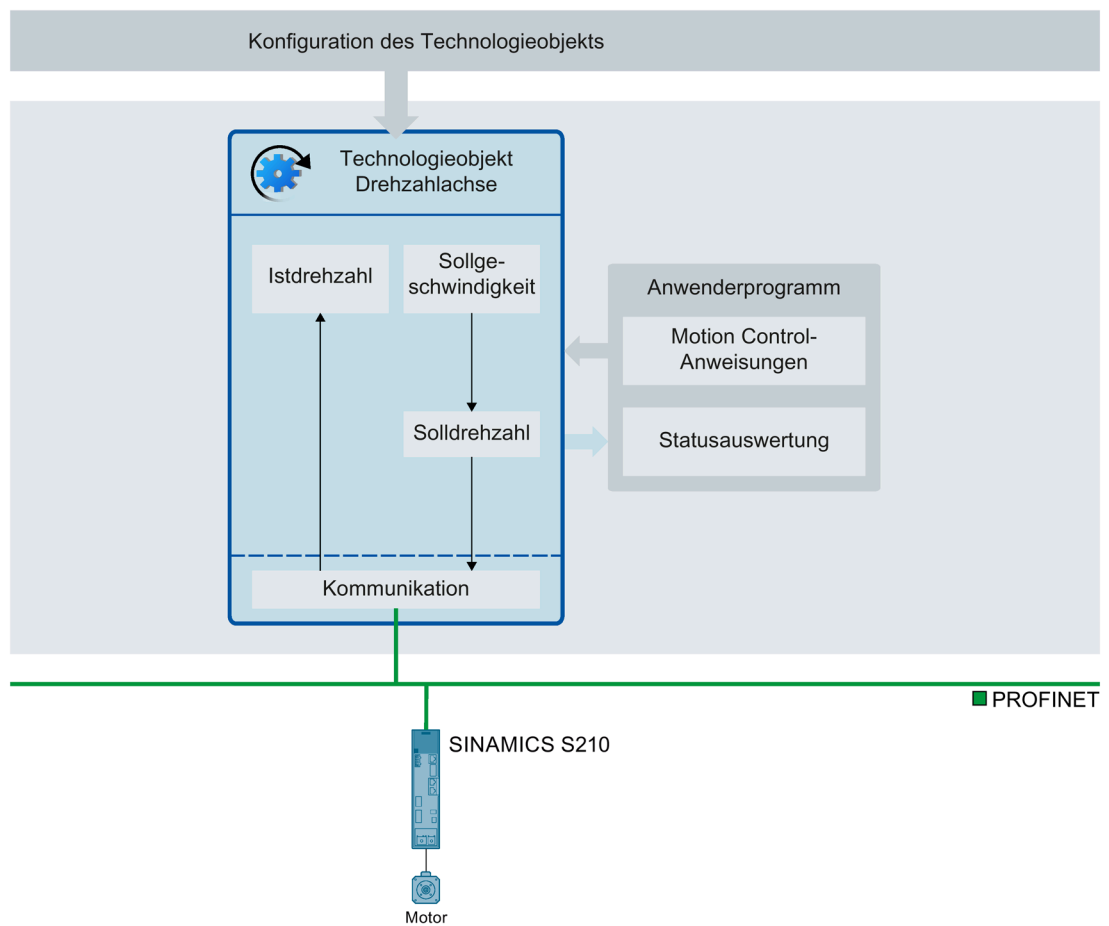 Konfiguration des Technologieobjekts
Technologieobjekt
Drehzahlachse
Istdrehzahl
Sollge-
schwindigkeit
Solldrehzahl
Kommunikation
Anwenderprogramm
Motion Control-
Anweisungen
Statusauswertung
PROFINET
SINAMICS S210
Motor